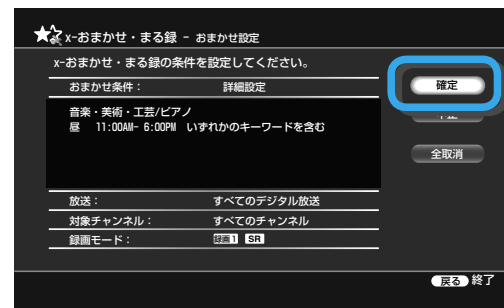 x-おまかせ・まる録 - おまかせ設定
x-おまかせ・まる録の条件を設定してください。
おまかせ条件： 詳細設定
確定
音楽・美術・工芸/ピアノ
昼 11:00AM- 6:00PM いずれかのキーワードを含む
全取消
放送： すべてのデジタル放送
対象チャンネル： すべてのチャンネル
録画モード： 録画1 SR
戻る 終了